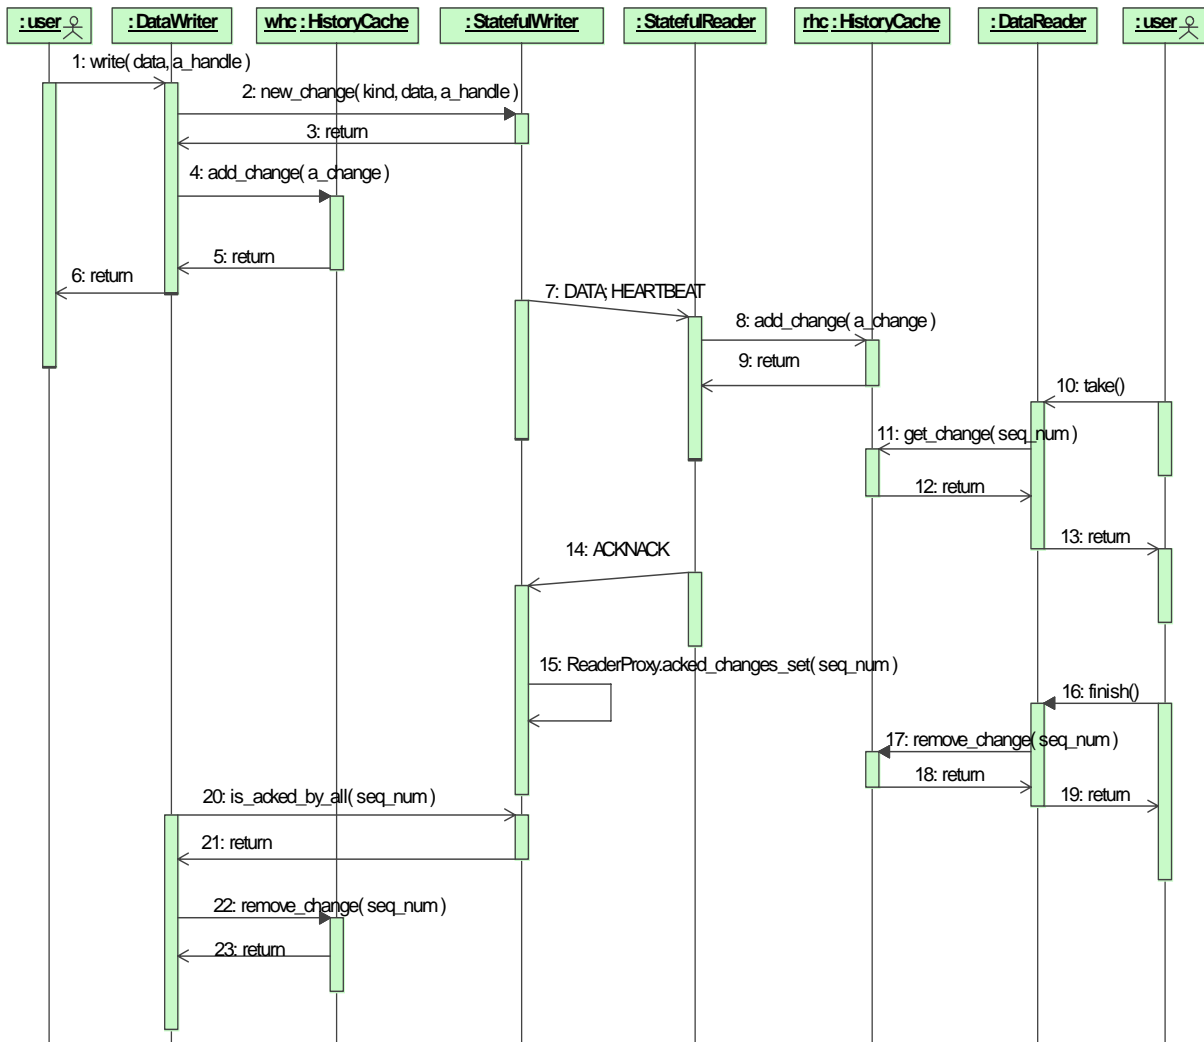 : user
: DataWriter
whc : HistoryCache
: StatefulWriter
: StatefulReader
rhc : HistoryCache
: DataReader
: user
1: write( data, a_handle )
2: new_change( kind, data, a_handle )
3: return
4: add_change( a_change )
5: return
6: return
7: DATA; HEARTBEAT
8: add_change( a_change )
9: return
10: take()
11: get_change( seq_num )
12: return
13: return
14: ACKNACK
15: ReaderProxy.acked_changes_set( seq_num )
16: finish()
17: remove_change( seq_num )
18: return
19: return
20: is_acked_by_all( seq_num )
21: return
22: remove_change( seq_num )
23: return